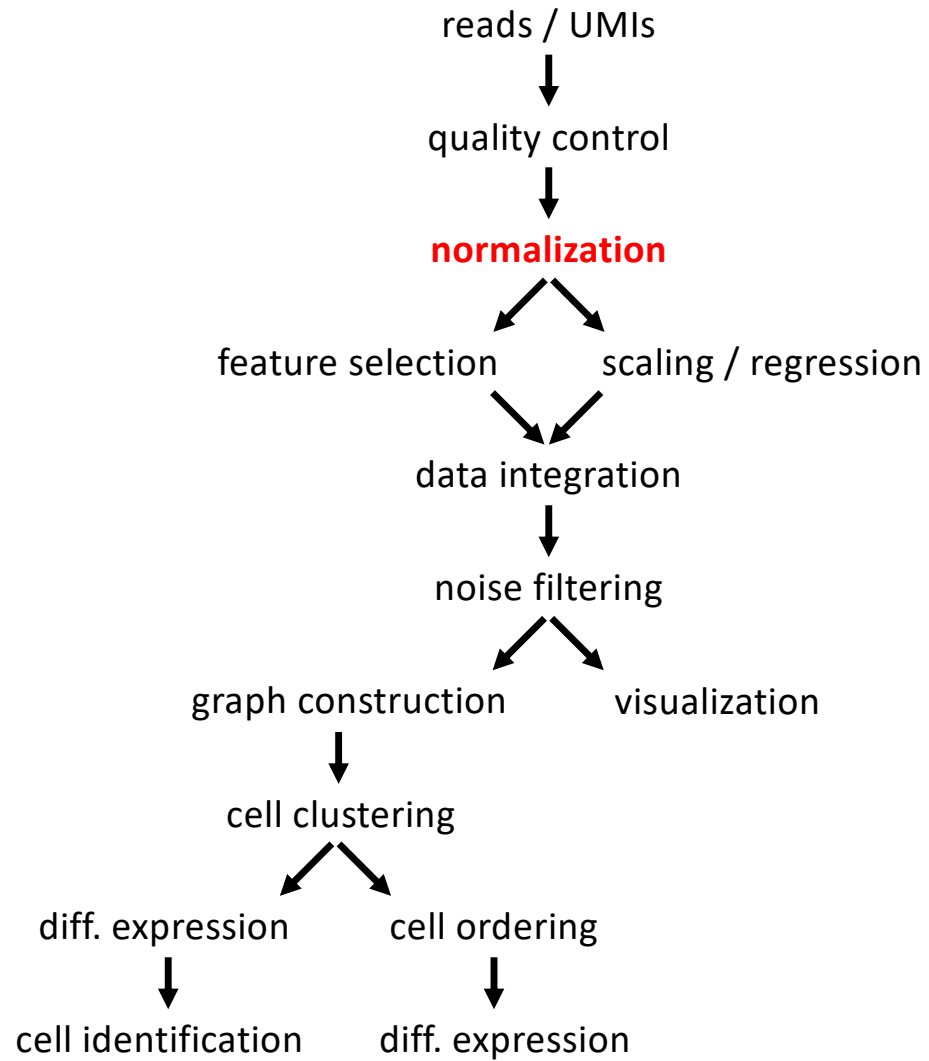 reads / UMIs
quality control
normalization
feature selection
scaling / regression
data integration
noise filtering
graph construction
visualization
cell clustering
diff. expression
cell ordering
cell identification
diff. expression